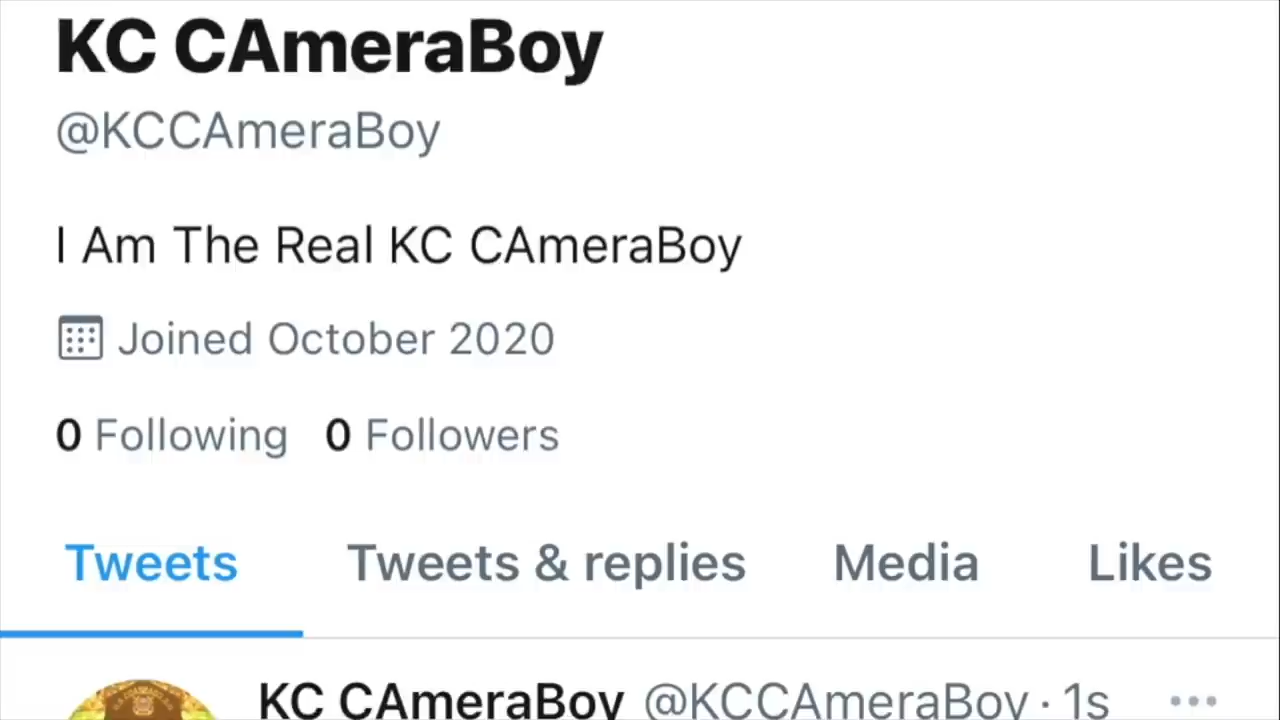 KC CAmeraBoy
@KCCAmeraBoy
I Am The Real KC CAmeraBoy
Joined October 2020
0 Following 0 Followers
Tweets Tweets & replies Media Likes
KC CAmeraBoy @KCCAmeraBoy · 1s